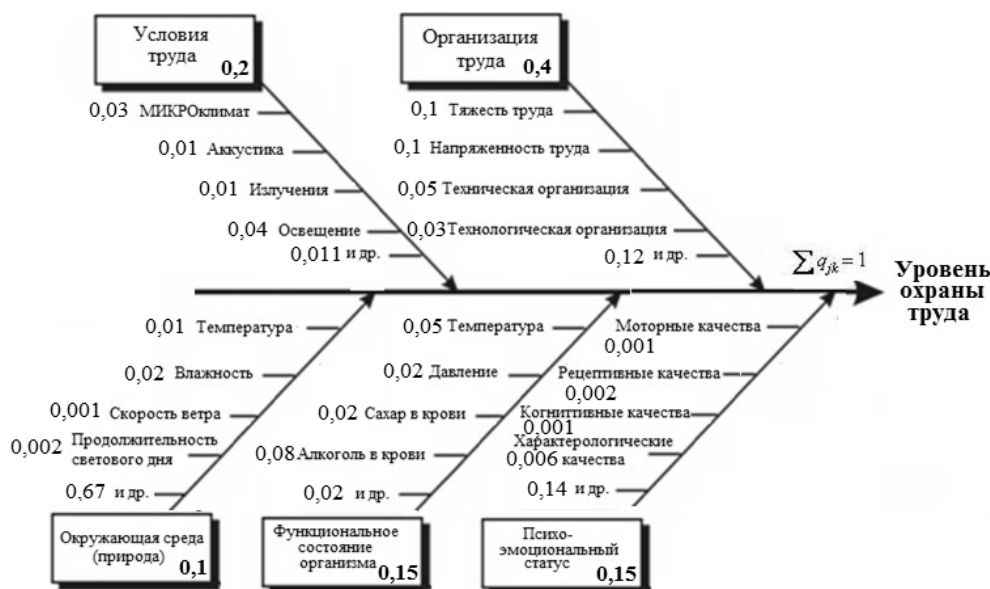 Условия
труда
0,2
0,03 МИКРОклимат
0,01 Аккустика
0,01 Излучения
0,04 Освещение
0,011 и др.
Организация
труда 0,4
0,1 Тяжесть труда
0,1 Напряженность труда
0,05 Техническая организация
0,03 Технологическая организация
0,12 и др.
∑ q_jk = 1
Уровень
охраны
труда
0,01 Температура
0,02 Влажность
0,001 Скорость ветра
0,002 Продолжительность
светового дня
0,67 и др.
Окружающая среда
(природа) 0,1
0,05 Температура
0,02 Давление
0,02 Сахар в крови
0,08 Алкоголь в крови
0,02 и др.
Функциональное
состояние
организма 0,15
Моторные качества
0,001
Рецептивные качества
0,002
Когниттивные качества
0,001
Характерологические
0,006 качества
0,14 и др.
Психо-
эмоциональный
статус 0,15